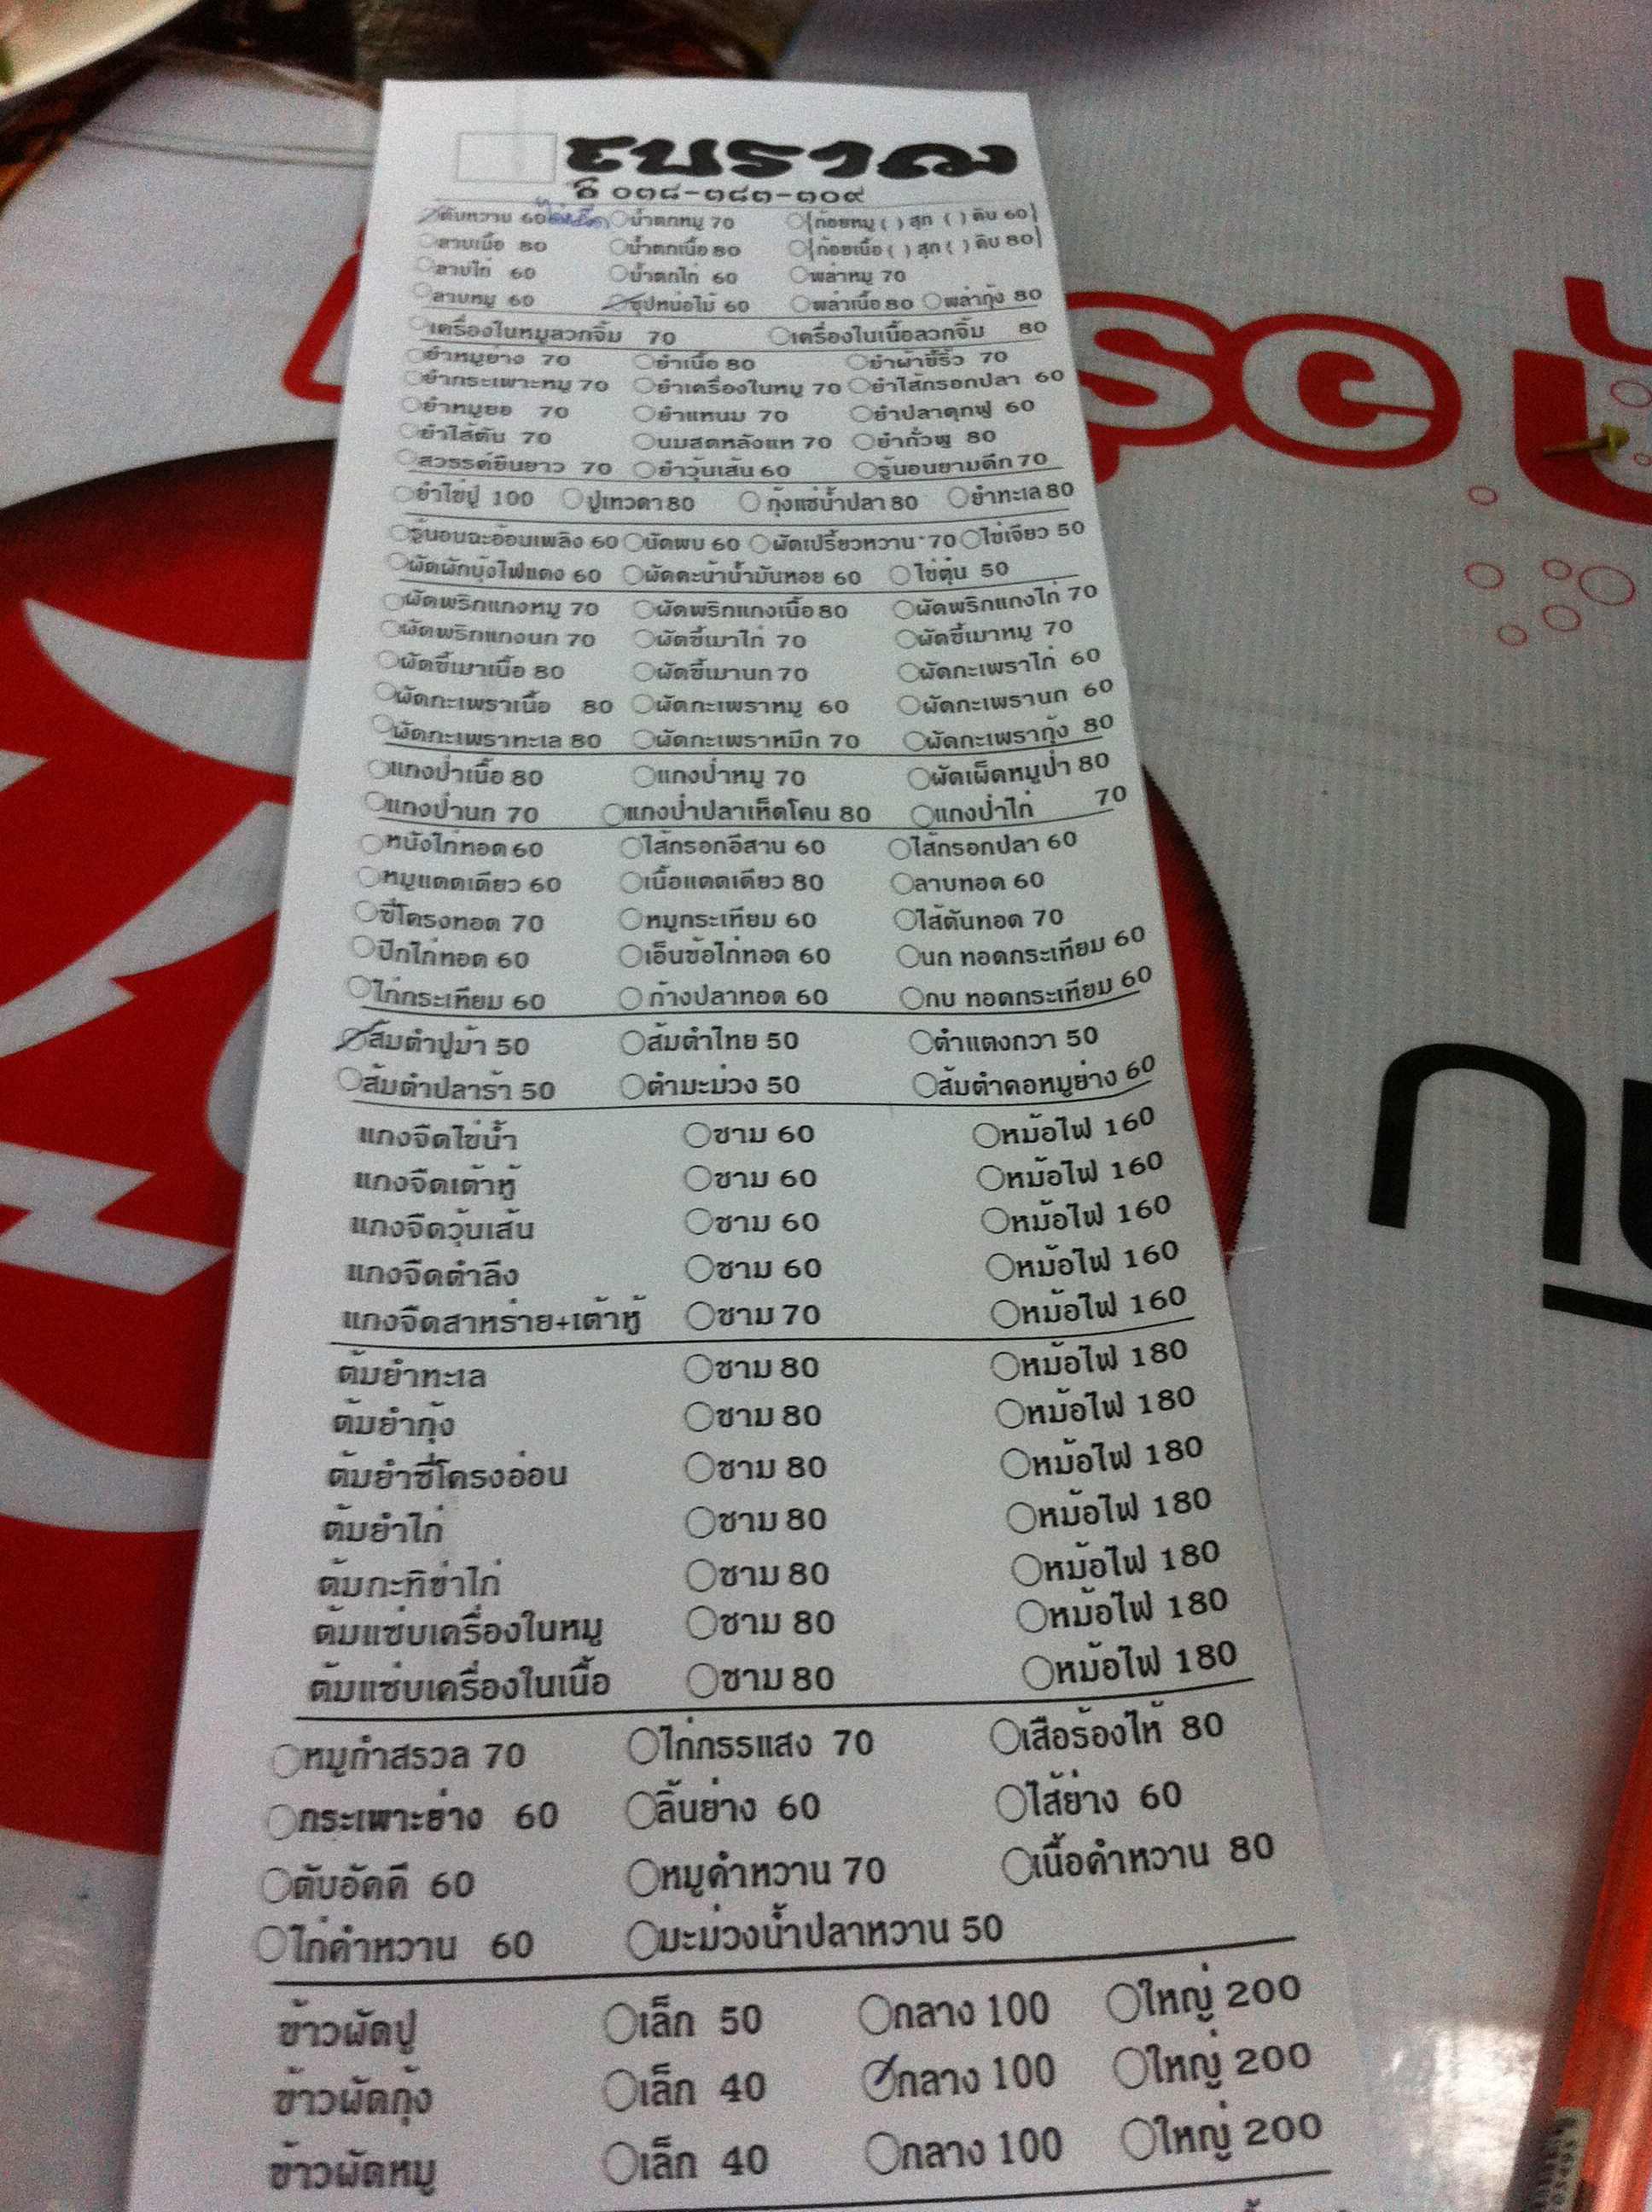 โบราณ
๐๓๘-๓๘๓-๓๐๙
ตับหวาน 60 น้ำตกหมู 70 {ก้อยหมู ( ) สุก ( ) ดิบ 60}
ลาบเนื้อ 80 น้ำตกเนื้อ 80 {ก้อยเนื้อ ( ) สุก ( ) ดิบ 80}
ลาบไก่ 60 น้ำตกไก่ 60 พล่าหมู 70
ลาบหมู 60 ซุปหน่อไม้ 60 พล่าเนื้อ 80 พล่ากุ้ง 80
เครื่องในหมูลวกจิ้ม 70 เครื่องในเนื้อลวกจิ้ม 80
ยำหมูย่าง 70 ยำเนื้อ 80 ยำผ้าขี้ริ้ว 70
ยำกระเพาะหมู 70 ยำเครื่องในหมู 70 ยำไส้กรอกปลา 60
ยำหมูยอ 70 ยำแหนม 70 ยำปลาดุกฟู 60
ยำไส้ตัน 70 นมสดหลังแห 70 ยำถั่วพู 80
สวรรค์ยืนยาว 70 ยำวุ้นเส้น 60 รู้นอนยามดึก 70
ยำไข่ปู 100 ปูเทวดา 80 กุ้งแช่น้ำปลา 80 ยำทะเล 80
รู้นอนฉะอ้อนเพลิง 60 นัดพบ 60 ผัดเปรี้ยวหวาน 70 ไข่เจียว 50
ผัดผักบุ้งไฟแดง 60 ผัดคะน้าน้ำมันหอย 60 ไข่ตุ๋น 50
ผัดพริกแกงหมู 70 ผัดพริกแกงเนื้อ 80 ผัดพริกแกงไก่ 70
ผัดพริกแกงนก 70 ผัดขี้เมาไก่ 70 ผัดขี้เมาหมู 70
ผัดขี้เมาเนื้อ 80 ผัดขี้เมานก 70 ผัดกะเพราไก่ 60
ผัดกะเพราเนื้อ 80 ผัดกะเพราหมู 60 ผัดกะเพรานก 60
ผัดกะเพราทะเล 80 ผัดกะเพราหมึก 70 ผัดกะเพรากุ้ง 80
แกงป่าเนื้อ 80 แกงป่าหมู 70 ผัดเผ็ดหมูป่า 80
แกงป่านก 70 แกงป่าปลาเห็ดโคน 80 แกงป่าไก่ 70
หนังไก่ทอด 60 ไส้กรอกอีสาน 60 ไส้กรอกปลา 60
หมูแดดเดียว 60 เนื้อแดดเดียว 80 ลาบทอด 60
ซี่โครงทอด 70 หมูกระเทียม 60 ไส้ตันทอด 70
ปีกไก่ทอด 60 เอ็นข้อไก่ทอด 60 นก ทอดกระเทียม 60
ไก่กระเทียม 60 ก้างปลาทอด 60 กบ ทอดกระเทียม 60
ส้มตำปูม้า 50 ส้มตำไทย 50 ตำแตงกวา 50
ส้มตำปลาร้า 50 ตำมะม่วง 50 ส้มตำคอหมูย่าง 60
แกงจืดไข่น้ำ ชาม 60 หม้อไฟ 160
แกงจืดเต้าหู้ ชาม 60 หม้อไฟ 160
แกงจืดวุ้นเส้น ชาม 60 หม้อไฟ 160
แกงจืดตำลึง ชาม 60 หม้อไฟ 160
แกงจืดสาหร่าย+เต้าหู้ ชาม 70 หม้อไฟ 160
ต้มยำทะเล ชาม 80 หม้อไฟ 180
ต้มยำกุ้ง ชาม 80 หม้อไฟ 180
ต้มยำซี่โครงอ่อน ชาม 80 หม้อไฟ 180
ต้มยำไก่ ชาม 80 หม้อไฟ 180
ต้มกะทิข่าไก่ ชาม 80 หม้อไฟ 180
ต้มแซ่บเครื่องในหมู ชาม 80 หม้อไฟ 180
ต้มแซ่บเครื่องในเนื้อ ชาม 80 หม้อไฟ 180
หมูกำสรวล 70 ไก่กรรแสง 70 เสือร้องไห้ 80
กระเพาะย่าง 60 ลิ้นย่าง 60 ไส้ย่าง 60
ตับอัคคี 60 หมูคำหวาน 70 เนื้อคำหวาน 80
ไก่คำหวาน 60 มะม่วงน้ำปลาหวาน 50
ข้าวผัดปู เล็ก 50 กลาง 100 ใหญ่ 200
ข้าวผัดกุ้ง เล็ก 40 กลาง 100 ใหญ่ 200
ข้าวผัดหมู เล็ก 40 กลาง 100 ใหญ่ 200